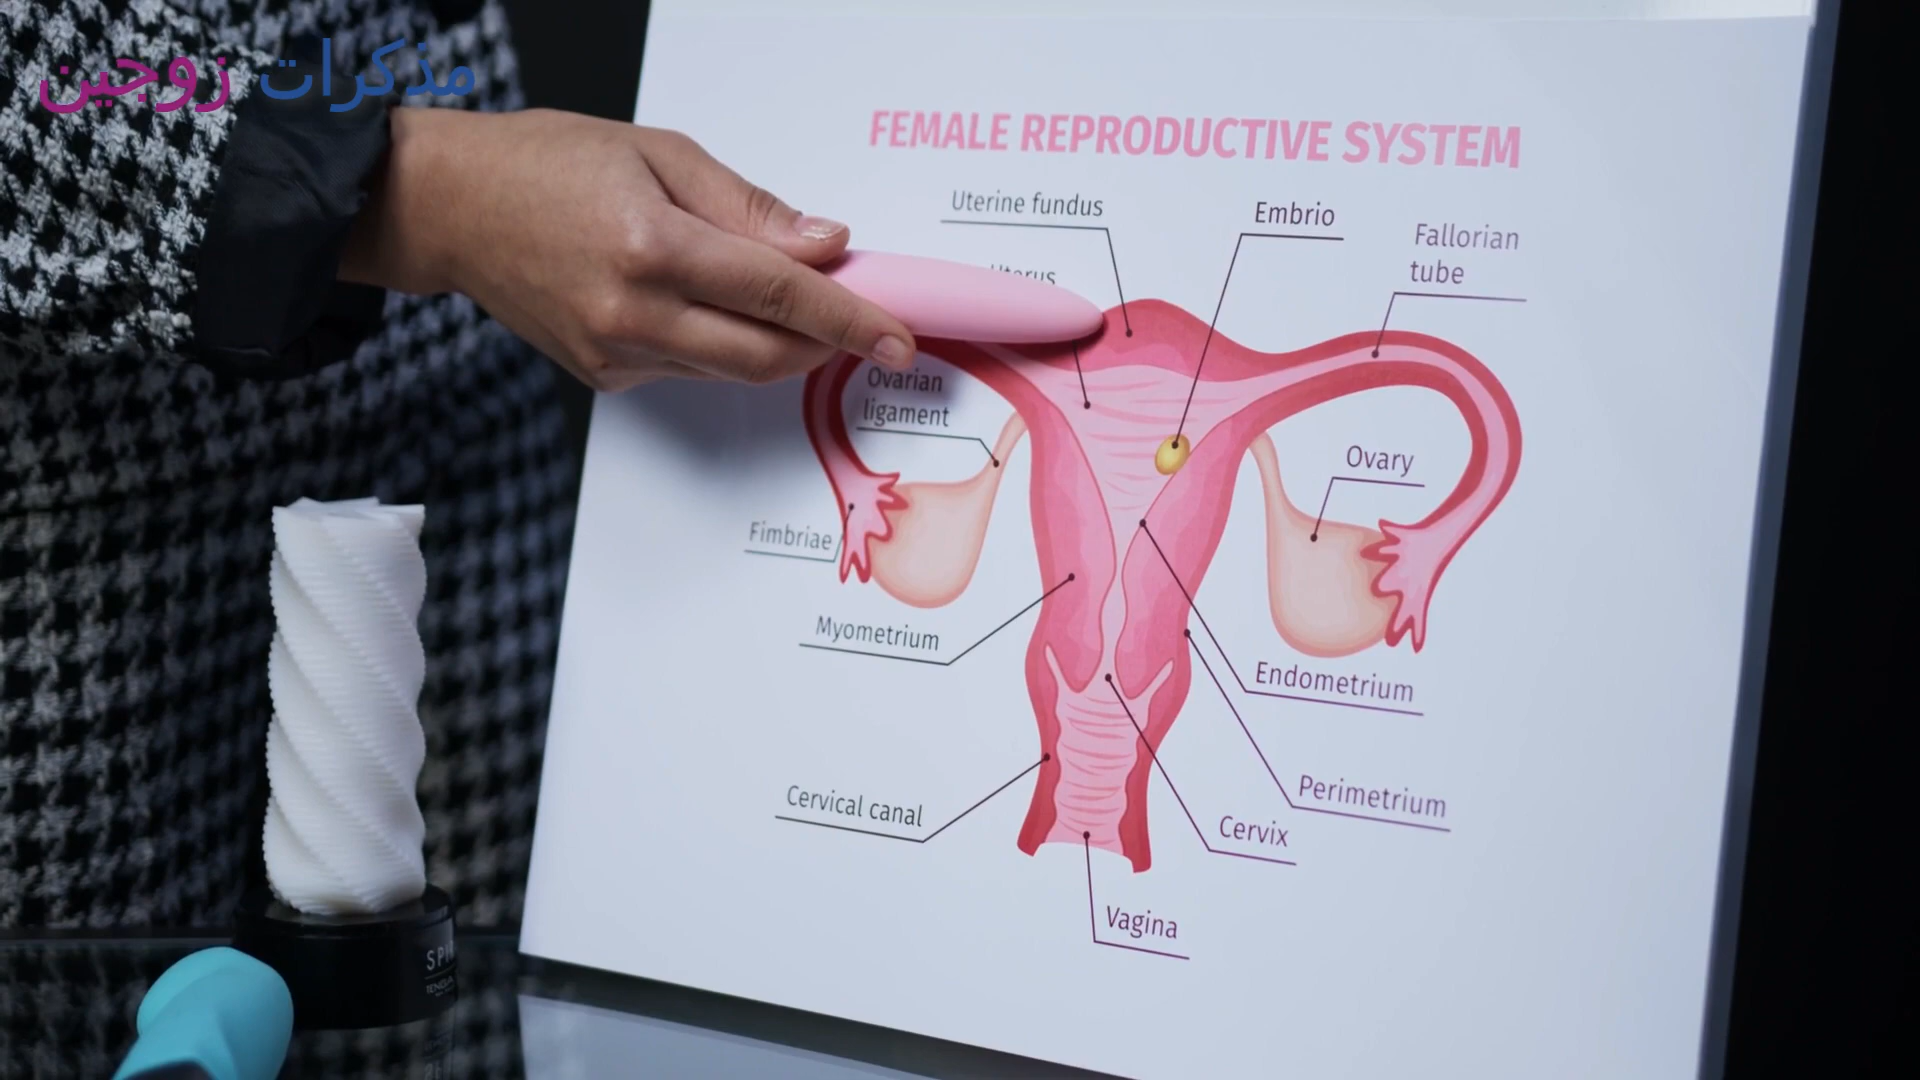 مذكرات زوجين
FEMALE REPRODUCTIVE SYSTEM
Uterine fundus
Embrio
Fallorian
tube
Uterus
Ovarian
ligament
Ovary
Fimbriae
Myometrium
Endometrium
Perimetrium
Cervical canal
Cervix
Vagina